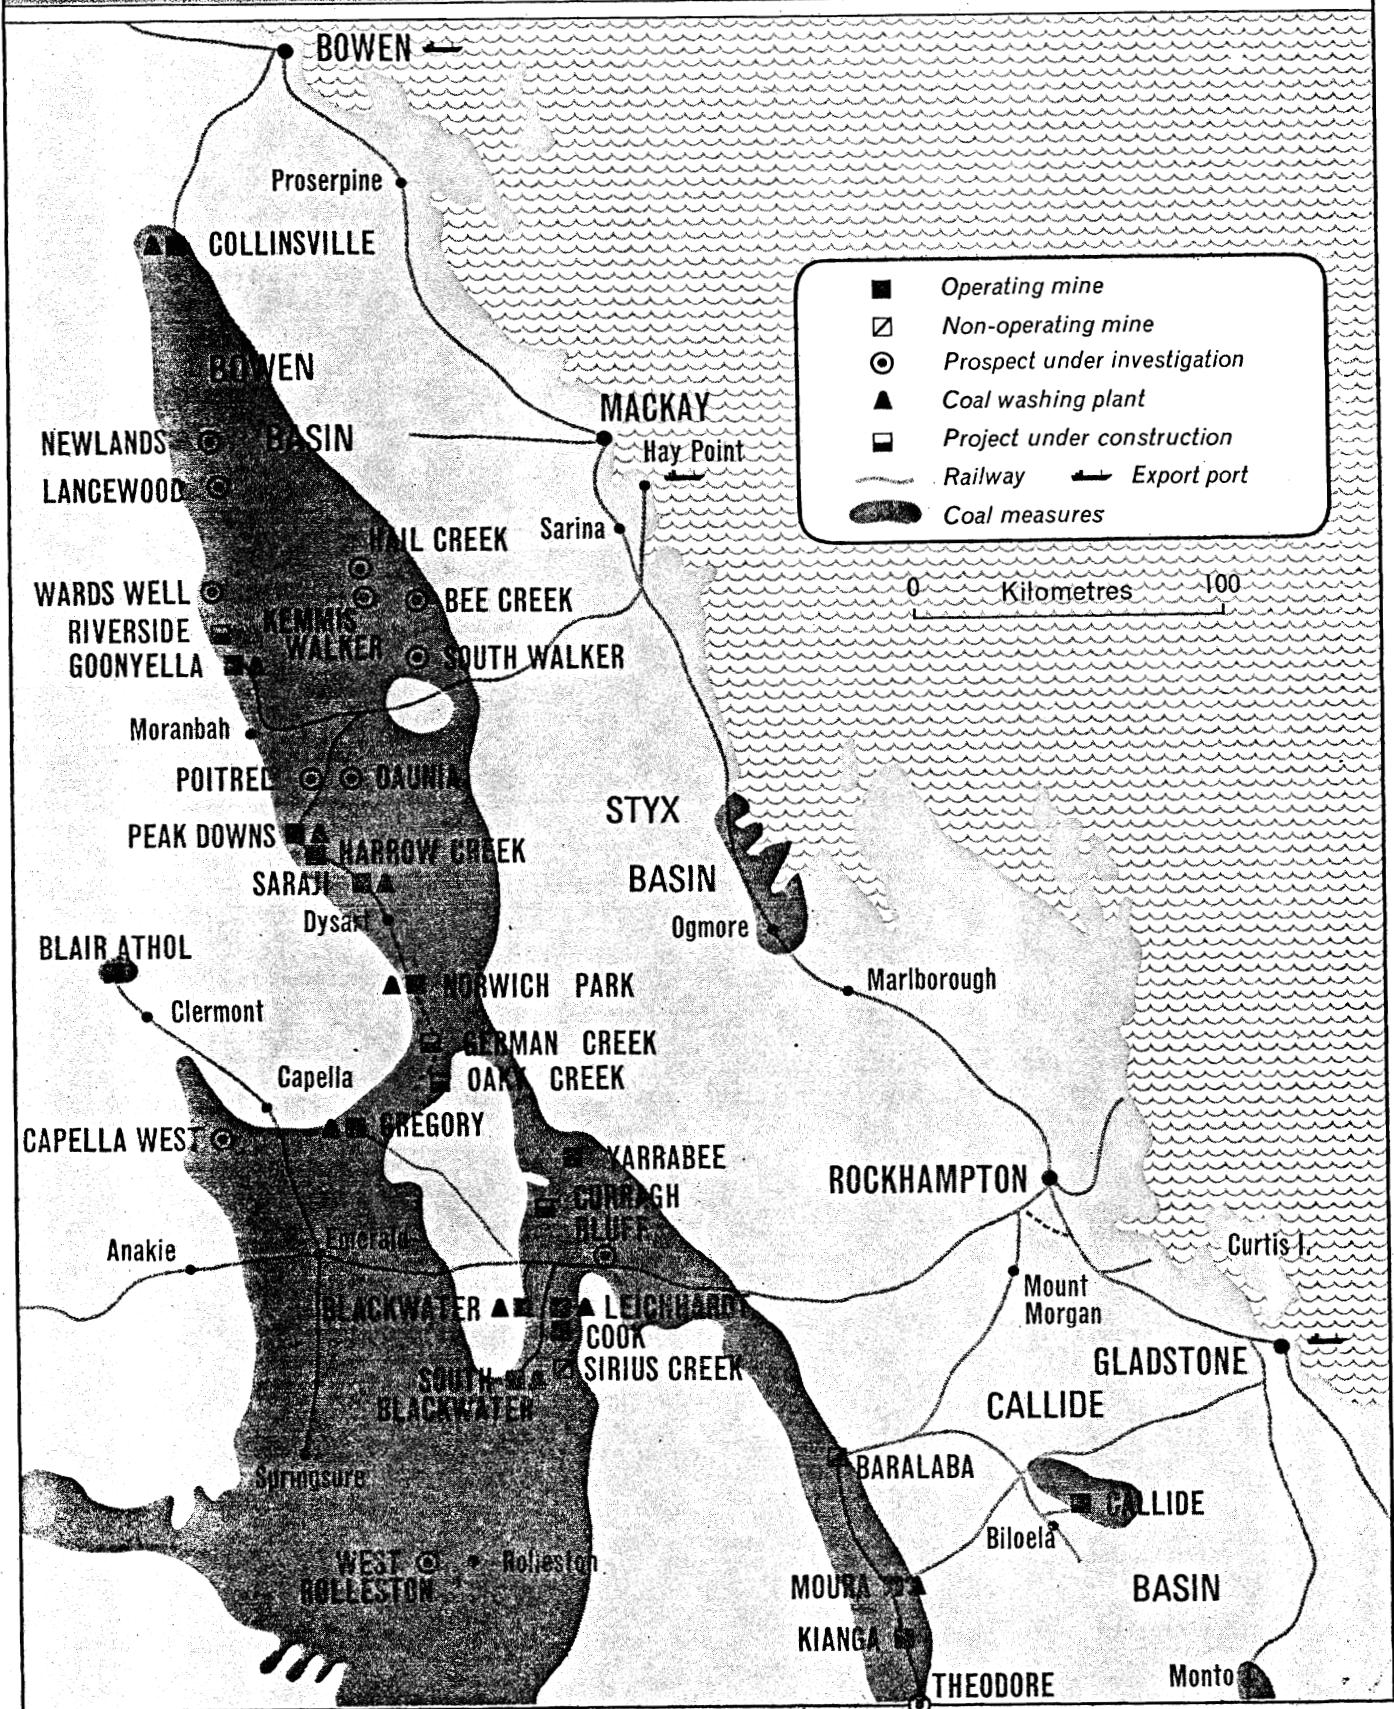 BOWEN
Proserpine
COLLINSVILLE
Operating mine
Non-operating mine
Prospect under investigation
Coal washing plant
Project under construction
Railway
Export port
Coal measures
0 Kilometres 100
BOWEN
BASIN
MACKAY
Hay Point
NEWLANDS
LANCEWOOD
Sarina
HAIL CREEK
WARDS WELL
BEE CREEK
RIVERSIDE
KEMMIS
WALKER
GOONYELLA
SOUTH WALKER
Moranbah
POITREL
DAUNIA
STYX
BASIN
PEAK DOWNS
HARROW CREEK
SARAJI
Dysart
Ogmore
BLAIR ATHOL
Marlborough
NORWICH PARK
Clermont
GERMAN CREEK
Capella
OAKY CREEK
GREGORY
CAPELLA WEST
YARRABEE
ROCKHAMPTON
CURRAGH
BLUFF
Emerald
Anakie
Curtis I.
Mount
Morgan
BLACKWATER
LEICHHARDT
COOK
GLADSTONE
SIRIUS CREEK
SOUTH
BLACKWATER
CALLIDE
BARALABA
Springsure
CALLIDE
Biloela
WEST
ROLLESTON
Rolleston
MOURA
BASIN
KIANGA
Monto
THEODORE